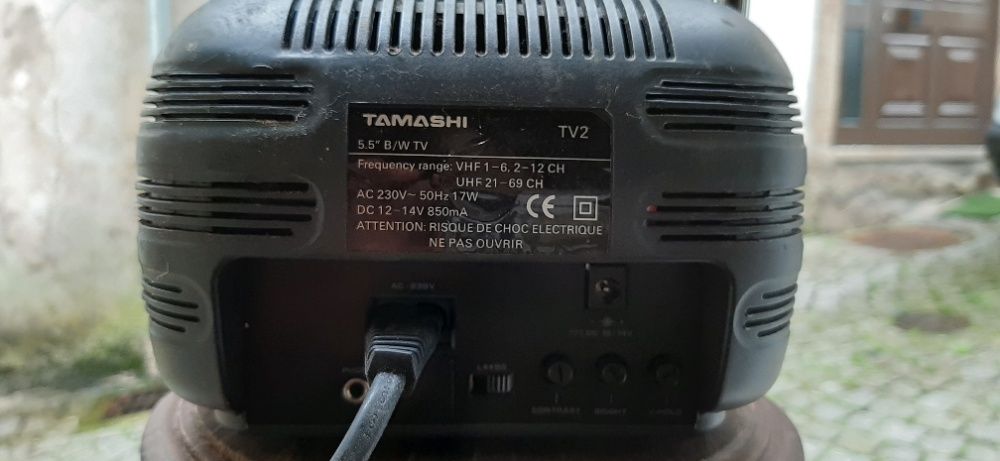 TAMASHI
TV2
5.5" B/W TV
Frequency range: VHF 1-6, 2-12 CH
UHF 21-69 CH
AC 230V~ 50Hz 17W
DC 12-14V 850mA
CE
ATTENTION: RISQUE DE CHOC ELECTRIQUE
NE PAS OUVRIR
AC 230V
CONTRAST
BRIGHT
V-HOLD